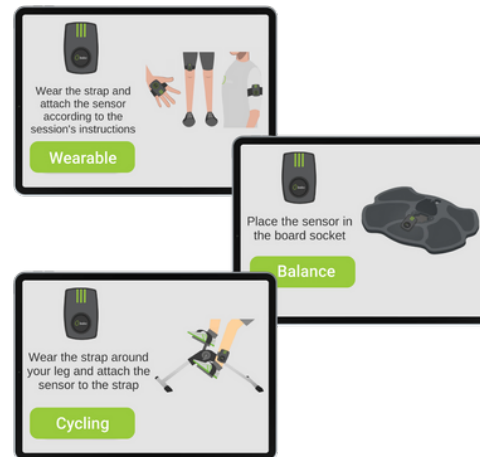 Wear the strap and
attach the sensor
according to the
session's instructions
Wearable
Place the sensor in
the board socket
Balance
Wear the strap around
your leg and attach the
sensor to the strap
Cycling